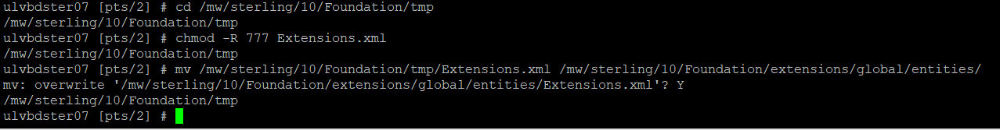 ulvbdster07 [pts/2] # cd /mw/sterling/10/Foundation/tmp
/mw/sterling/10/Foundation/tmp
ulvbdster07 [pts/2] # chmod -R 777 Extensions.xml
/mw/sterling/10/Foundation/tmp
ulvbdster07 [pts/2] # mv /mw/sterling/10/Foundation/tmp/Extensions.xml /mw/sterling/10/Foundation/extensions/global/entities/
mv: overwrite '/mw/sterling/10/Foundation/extensions/global/entities/Extensions.xml'? Y
/mw/sterling/10/Foundation/tmp
ulvbdster07 [pts/2] #